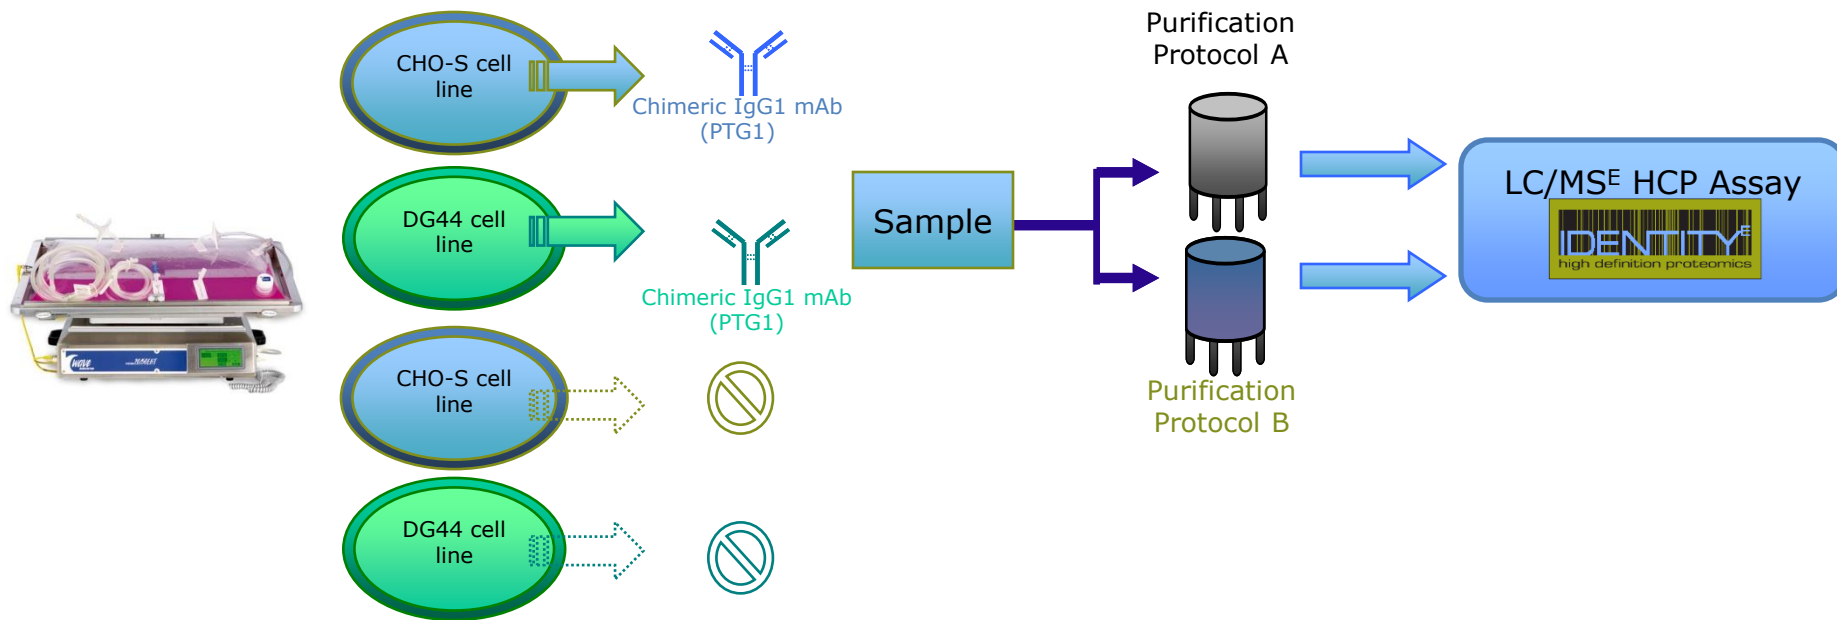 CHO-S cell
line
Chimeric IgG1 mAb
(PTG1)
DG44 cell
line
Chimeric IgG1 mAb
(PTG1)
CHO-S cell
line
DG44 cell
line
wave
Sample
Purification
Protocol A
Purification
Protocol B
LC/MSᴱ HCP Assay
IDENTITYᴱ
high definition proteomics